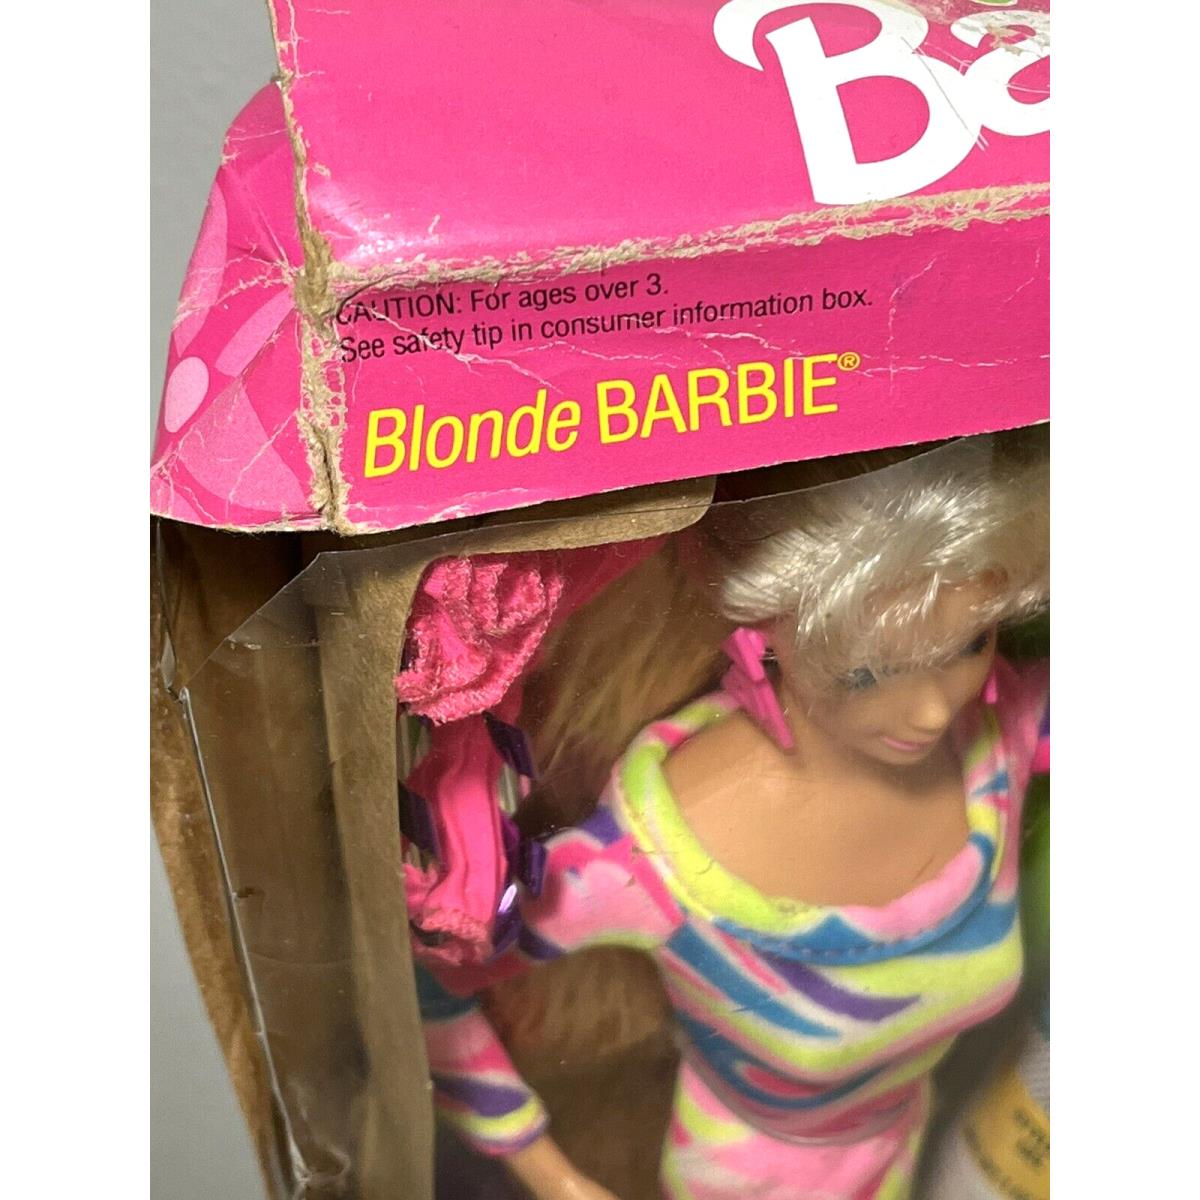 Ba
CAUTION: For ages over 3.
See safety tip in consumer information box.
Blonde BARBIE®